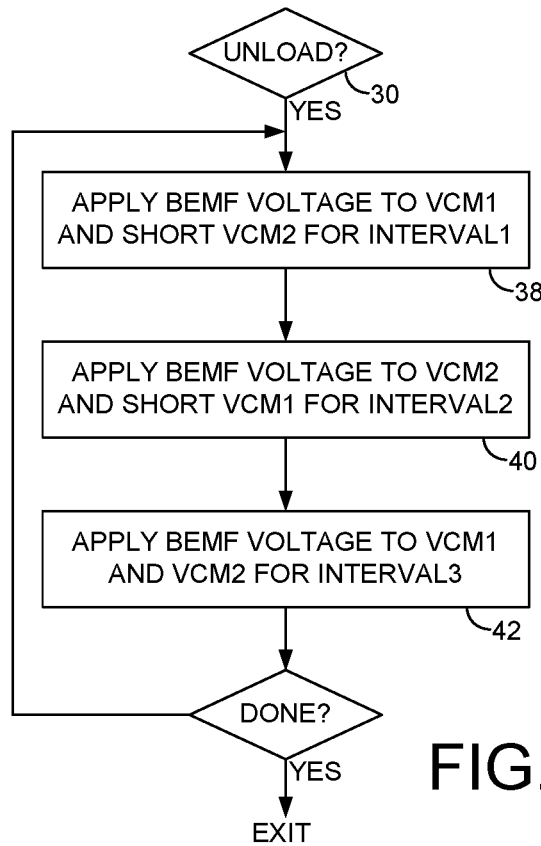 UNLOAD?
30
YES
APPLY BEMF VOLTAGE TO VCM1
AND SHORT VCM2 FOR INTERVAL1
38
APPLY BEMF VOLTAGE TO VCM2
AND SHORT VCM1 FOR INTERVAL2
40
APPLY BEMF VOLTAGE TO VCM1
AND VCM2 FOR INTERVAL3
42
DONE?
YES
FIG.
EXIT